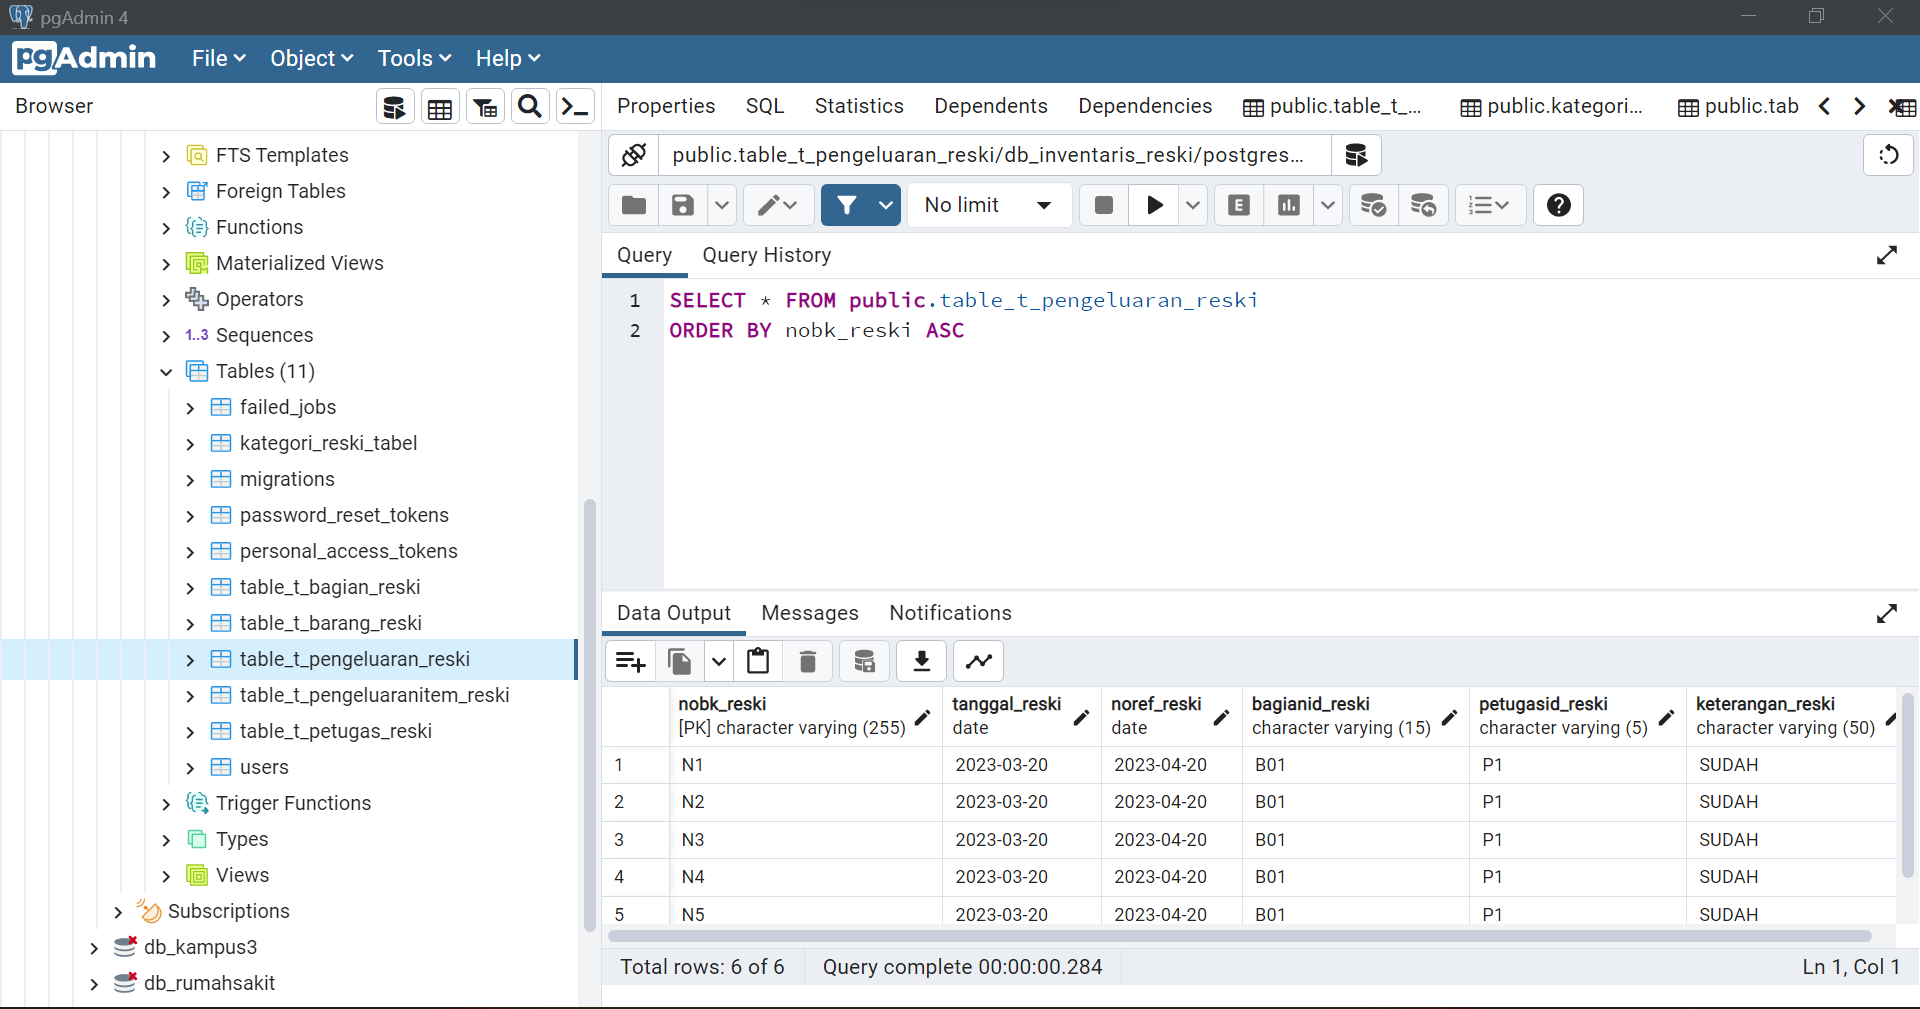 pgAdmin 4
pgAdmin File Object Tools Help
Browser
FTS Templates
Foreign Tables
Functions
Materialized Views
Operators
1..3 Sequences
Tables (11)
failed_jobs
kategori_reski_tabel
migrations
password_reset_tokens
personal_access_tokens
table_t_bagian_reski
table_t_barang_reski
table_t_pengeluaran_reski
table_t_pengeluaranitem_reski
table_t_petugas_reski
users
Trigger Functions
Types
Views
Subscriptions
db_kampus3
db_rumahsakit
Properties SQL Statistics Dependents Dependencies public.table_t_... public.kategori... public.tab
public.table_t_pengeluaran_reski/db_inventaris_reski/postgres...
No limit E
Query Query History
1 SELECT * FROM public.table_t_pengeluaran_reski
2 ORDER BY nobk_reski ASC
Data Output Messages Notifications
nobk_reski tanggal_reski noref_reski bagianid_reski petugasid_reski keterangan_reski
[PK] character varying (255) date date character varying (15) character varying (5) character varying (50)
1 N1 2023-03-20 2023-04-20 B01 P1 SUDAH
2 N2 2023-03-20 2023-04-20 B01 P1 SUDAH
3 N3 2023-03-20 2023-04-20 B01 P1 SUDAH
4 N4 2023-03-20 2023-04-20 B01 P1 SUDAH
5 N5 2023-03-20 2023-04-20 B01 P1 SUDAH
Total rows: 6 of 6 Query complete 00:00:00.284 Ln 1, Col 1